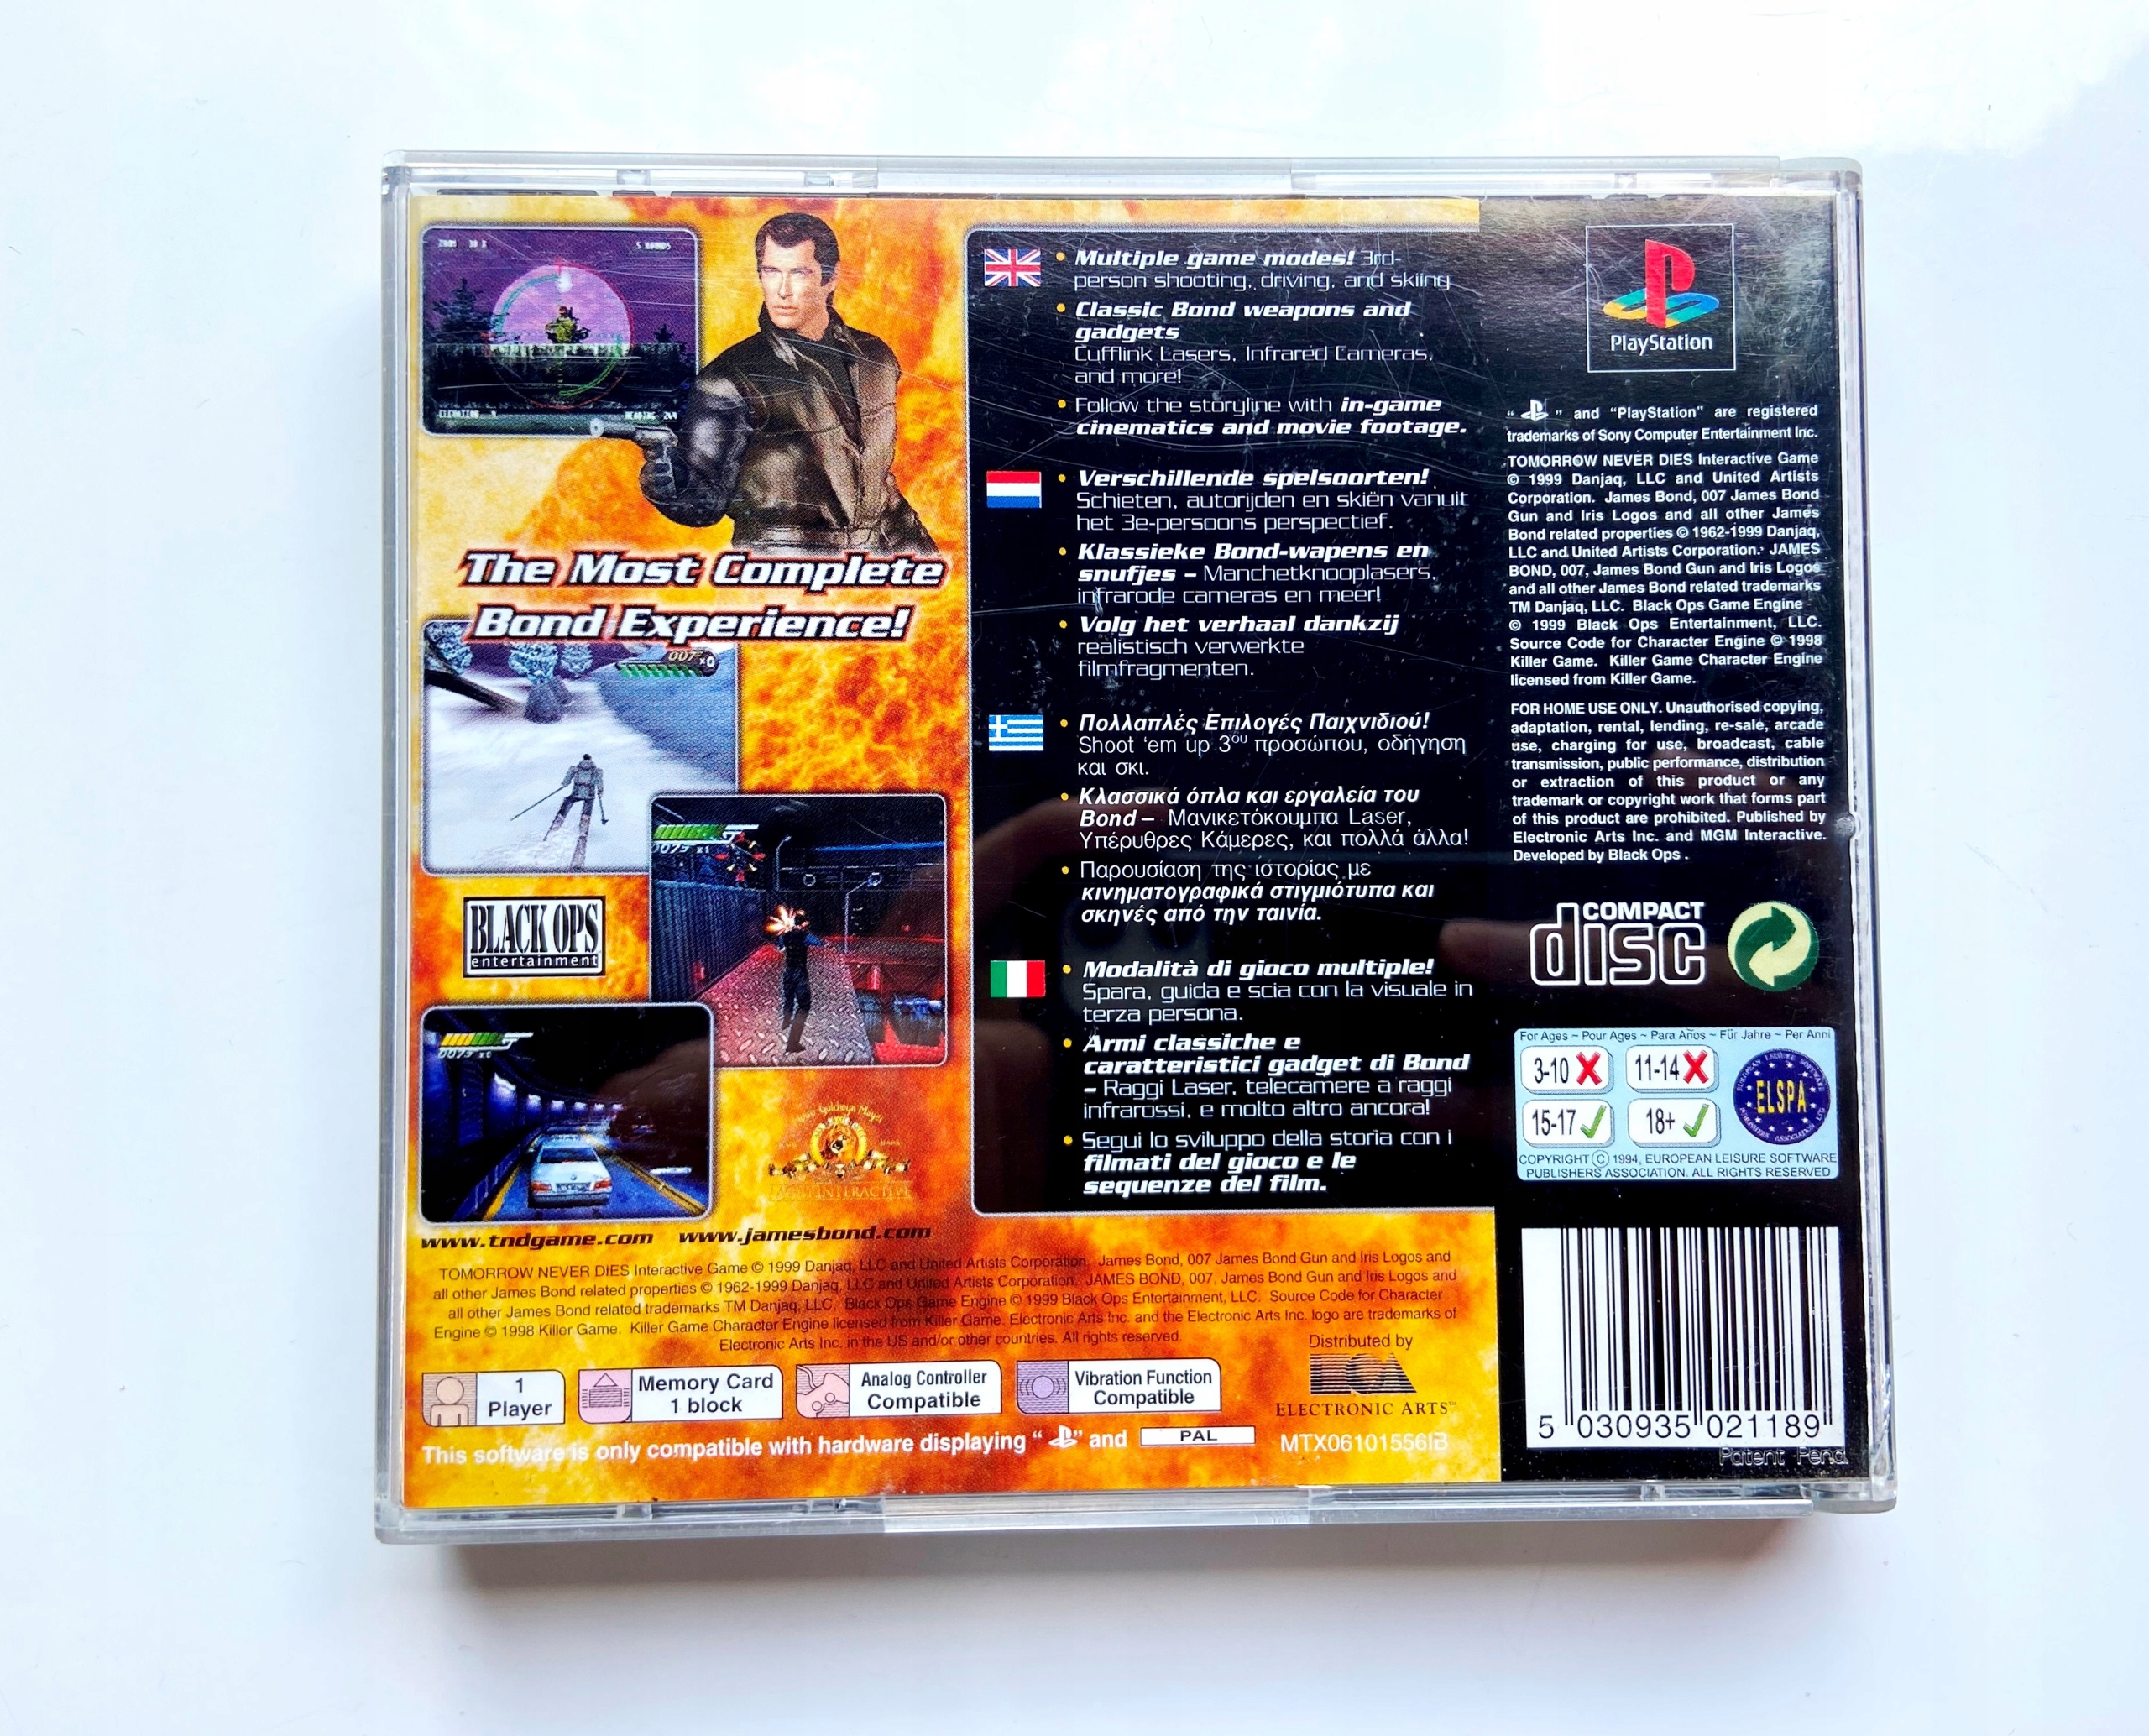 ZOOM 30 X
5 ROUNDS
ELEVATION
HEADING 264
The Most Complete
Bond Experience!
007 x0
007 x1
007 x0
BLACK OPS
entertainment
MGM INTERACTIVE
www.tndgame.com www.jamesbond.com
• Multiple game modes! 3rd-
person shooting, driving, and skiing
• Classic Bond weapons and
gadgets
Cufflink Lasers, Infrared Cameras,
and more!
• Follow the storyline with in-game
cinematics and movie footage.
• Verschillende spelsoorten!
Schieten, autorijden en skiën vanuit
het 3e-persoons perspectief.
• Klassieke Bond-wapens en
snufjes – Manchetknooplasers,
infrarode cameras en meer!
• Volg het verhaal dankzij
realistisch verwerkte
filmfragmenten.
• Πολλαπλές Επιλογές Παιχνιδιού!
Shoot ‘em up 3ου προσώπου, οδήγηση
και σκι.
• Κλασσικά όπλα και εργαλεία του
Bond – Μανικετόκουμπα Laser,
Υπέρυθρες Κάμερες, και πολλά άλλα!
• Παρουσίαση της ιστορίας με
κινηματογραφικά στιγμιότυπα και
σκηνές από την ταινία.
• Modalità di gioco multiple!
Spara, guida e scia con la visuale in
terza persona.
• Armi classiche e
caratteristici gadget di Bond
– Raggi Laser, telecamere a raggi
infrarossi, e molto altro ancora!
• Segui lo sviluppo della storia con i
filmati del gioco e le
sequenze del film.
PlayStation
“ ” and “PlayStation” are registered
trademarks of Sony Computer Entertainment Inc.
TOMORROW NEVER DIES Interactive Game
© 1999 Danjaq, LLC and United Artists
Corporation. James Bond, 007 James Bond
Gun and Iris Logos and all other James
Bond related properties © 1962-1999 Danjaq,
LLC and United Artists Corporation. JAMES
BOND, 007, James Bond Gun and Iris Logos
and all other James Bond related trademarks
TM Danjaq, LLC. Black Ops Game Engine
© 1999 Black Ops Entertainment, LLC.
Source Code for Character Engine © 1998
Killer Game. Killer Game Character Engine
licensed from Killer Game.
FOR HOME USE ONLY. Unauthorised copying,
adaptation, rental, lending, re-sale, arcade
use, charging for use, broadcast, cable
transmission, public performance, distribution
or extraction of this product or any
trademark or copyright work that forms part
of this product are prohibited. Published by
Electronic Arts Inc. and MGM Interactive.
Developed by Black Ops .
COMPACT
disc
For Ages ~ Pour Ages ~ Para Años ~ Für Jahre ~ Per Anni
3-10 11-14
15-17 18+
ELSPA
COPYRIGHT © 1994, EUROPEAN LEISURE SOFTWARE
PUBLISHERS ASSOCIATION. ALL RIGHTS RESERVED
5 030935 021189
Patent Pend.
TOMORROW NEVER DIES Interactive Game © 1999 Danjaq, LLC and United Artists Corporation. James Bond, 007 James Bond Gun and Iris Logos and
all other James Bond related properties © 1962-1999 Danjaq, LLC and United Artists Corporation. JAMES BOND, 007, James Bond Gun and Iris Logos and
all other James Bond related trademarks TM Danjaq, LLC. Black Ops Game Engine © 1999 Black Ops Entertainment, LLC. Source Code for Character
Engine © 1998 Killer Game. Killer Game Character Engine licensed from Killer Game. Electronic Arts Inc. and the Electronic Arts Inc. logo are trademarks of
Electronic Arts Inc. in the US and/or other countries. All rights reserved.
Distributed by
ELECTRONIC ARTS™
1
Player
Memory Card
1 block
Analog Controller
Compatible
Vibration Function
Compatible
This software is only compatible with hardware displaying “ ” and PAL
MTX06101556IB